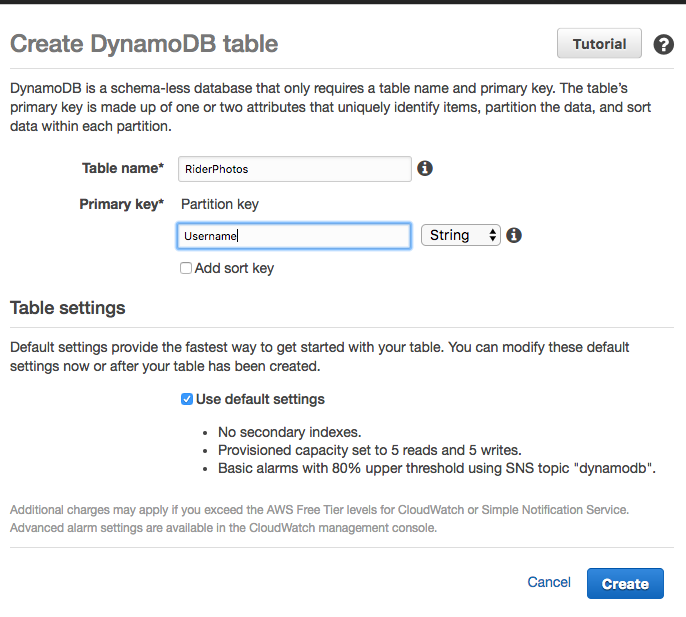 Create DynamoDB table
Tutorial
DynamoDB is a schema-less database that only requires a table name and primary key. The table's
primary key is made up of one or two attributes that uniquely identify items, partition the data, and sort
data within each partition.
Table name*
RiderPhotos
Primary key*
Partition key
Username
String
Add sort key
Table settings
Default settings provide the fastest way to get started with your table. You can modify these default
settings now or after your table has been created.
Use default settings
No secondary indexes.
Provisioned capacity set to 5 reads and 5 writes.
Basic alarms with 80% upper threshold using SNS topic "dynamodb".
Additional charges may apply if you exceed the AWS Free Tier levels for CloudWatch or Simple Notification Service.
Advanced alarm settings are available in the CloudWatch management console.
Cancel
Create